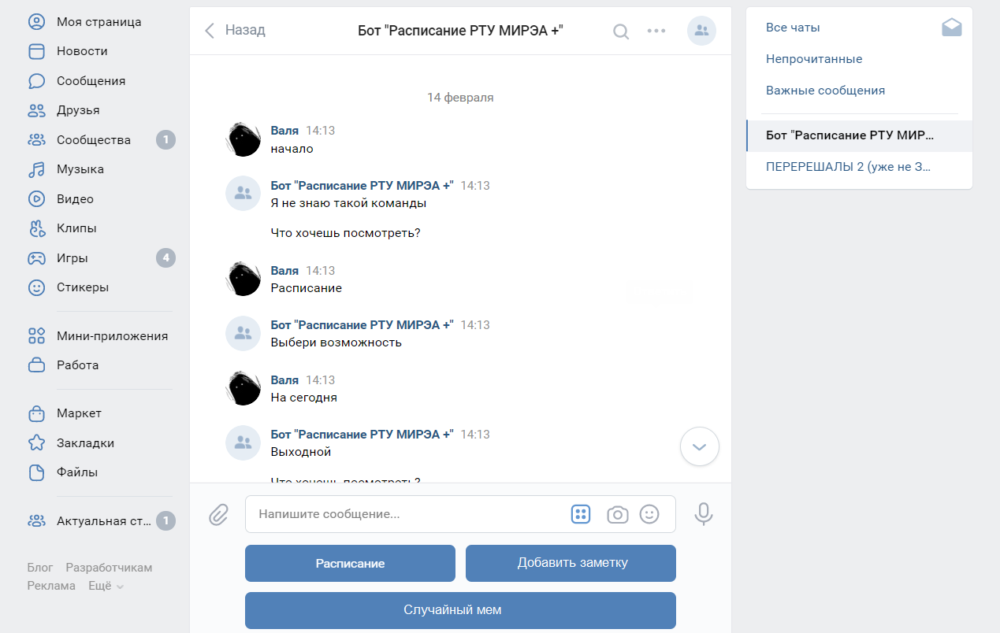 Моя страница
Новости
Сообщения
Друзья
Сообщества 1
Музыка
Видео
Клипы
Игры 4
Стикеры
Мини-приложения
Работа
Маркет
Закладки
Файлы
Актуальная ст... 1
Блог Разработчикам
Реклама Ещё
Назад
Бот "Расписание РТУ МИРЭА +"
14 февраля
Валя 14:13
начало
Бот "Расписание РТУ МИРЭА +" 14:13
Я не знаю такой команды
Что хочешь посмотреть?
Валя 14:13
Расписание
Бот "Расписание РТУ МИРЭА +" 14:13
Выбери возможность
Валя 14:13
На сегодня
Бот "Расписание РТУ МИРЭА +" 14:13
Выходной
Что хочешь посмотреть?
Напишите сообщение...
Расписание
Добавить заметку
Случайный мем
Все чаты
Непрочитанные
Важные сообщения
Бот "Расписание РТУ МИР...
ПЕРЕРЕШАЛЫ 2 (уже не З...